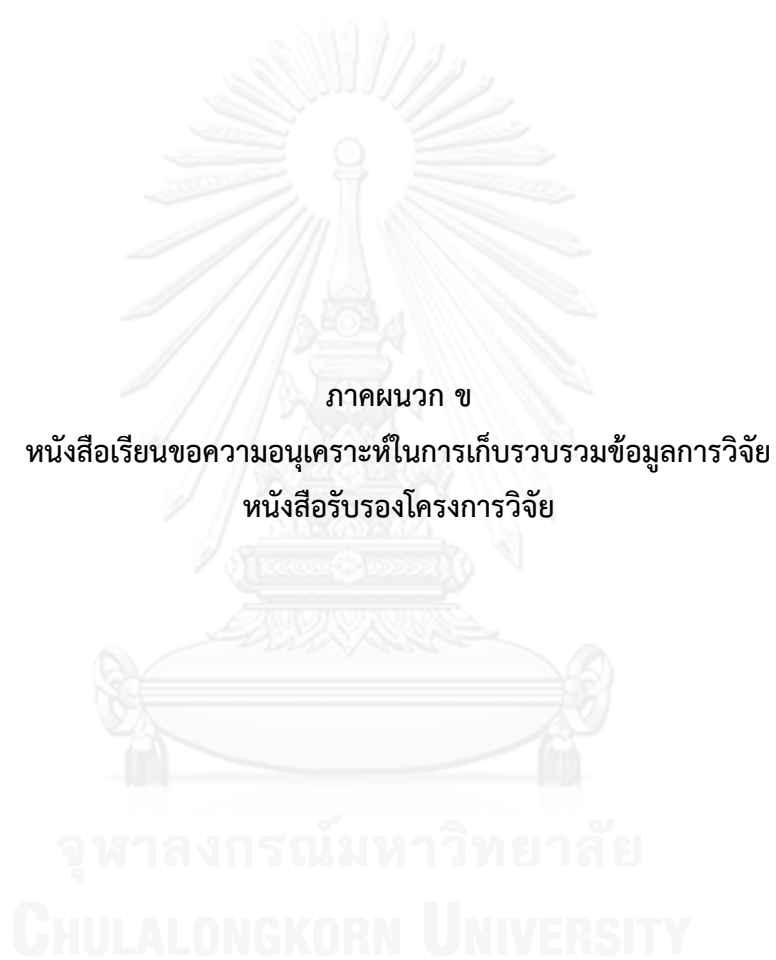 ภาคผนวก ข
หนังสือเรียนขอความอนุเคราะห์ในการเก็บรวบรวมข้อมูลการวิจัย
หนังสือรับรองโครงการวิจัย
จุฬาลงกรณ์มหาวิทยาลัย
CHULALONGKORN UNIVERSITY